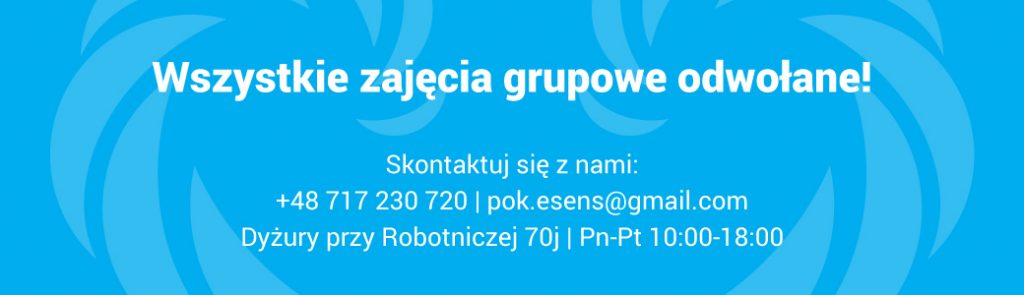 Wszystkie zajęcia grupowe odwołane!
Skontaktuj się z nami:
+48 717 230 720 | pok.esens@gmail.com
Dyżury przy Robotniczej 70j | Pn-Pt 10:00-18:00